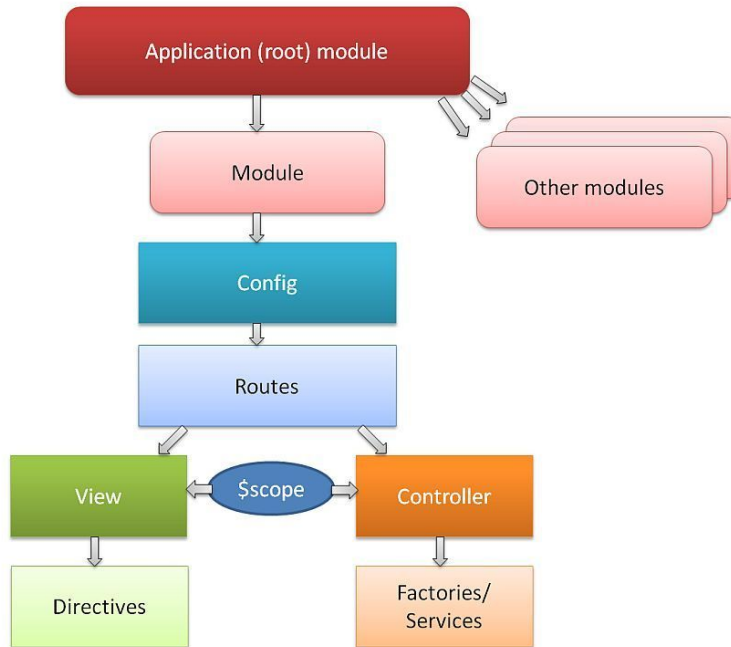 Application (root) module
Module
Other modules
Config
Routes
View
$scope
Controller
Directives
Factories/
Services